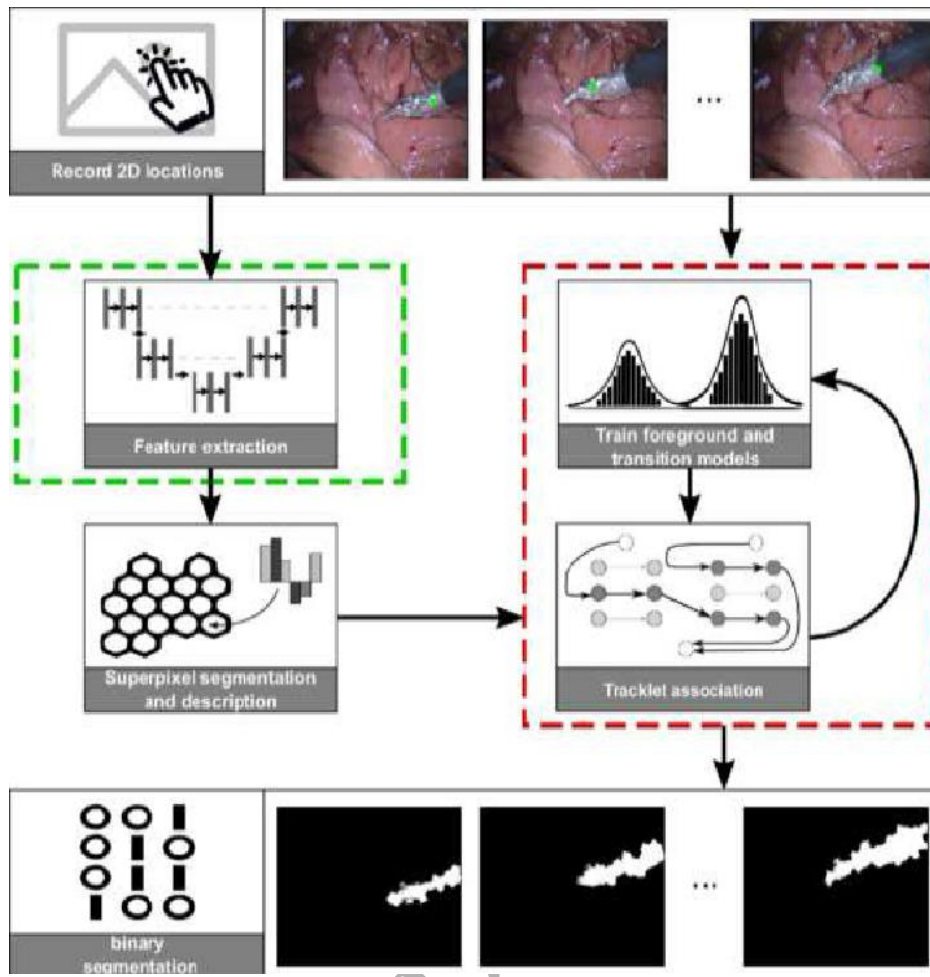 Record 2D locations
...
Feature extraction
Train foreground and
transition models
Superpixel segmentation
and description
Tracklet association
binary
segmentation
...